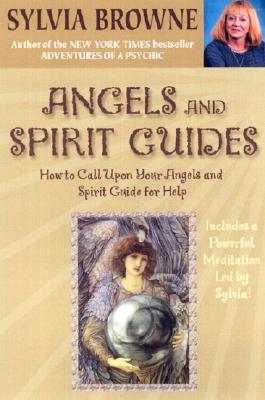 SYLVIA BROWNE
Author of the NEW YORK TIMES bestseller
ADVENTURES OF A PSYCHIC
ANGELS AND
SPIRIT GUIDES
How to Call Upon Your Angels and
Spirit Guide for Help
Includes a
Powerful
Meditation
Led by
Sylvia!